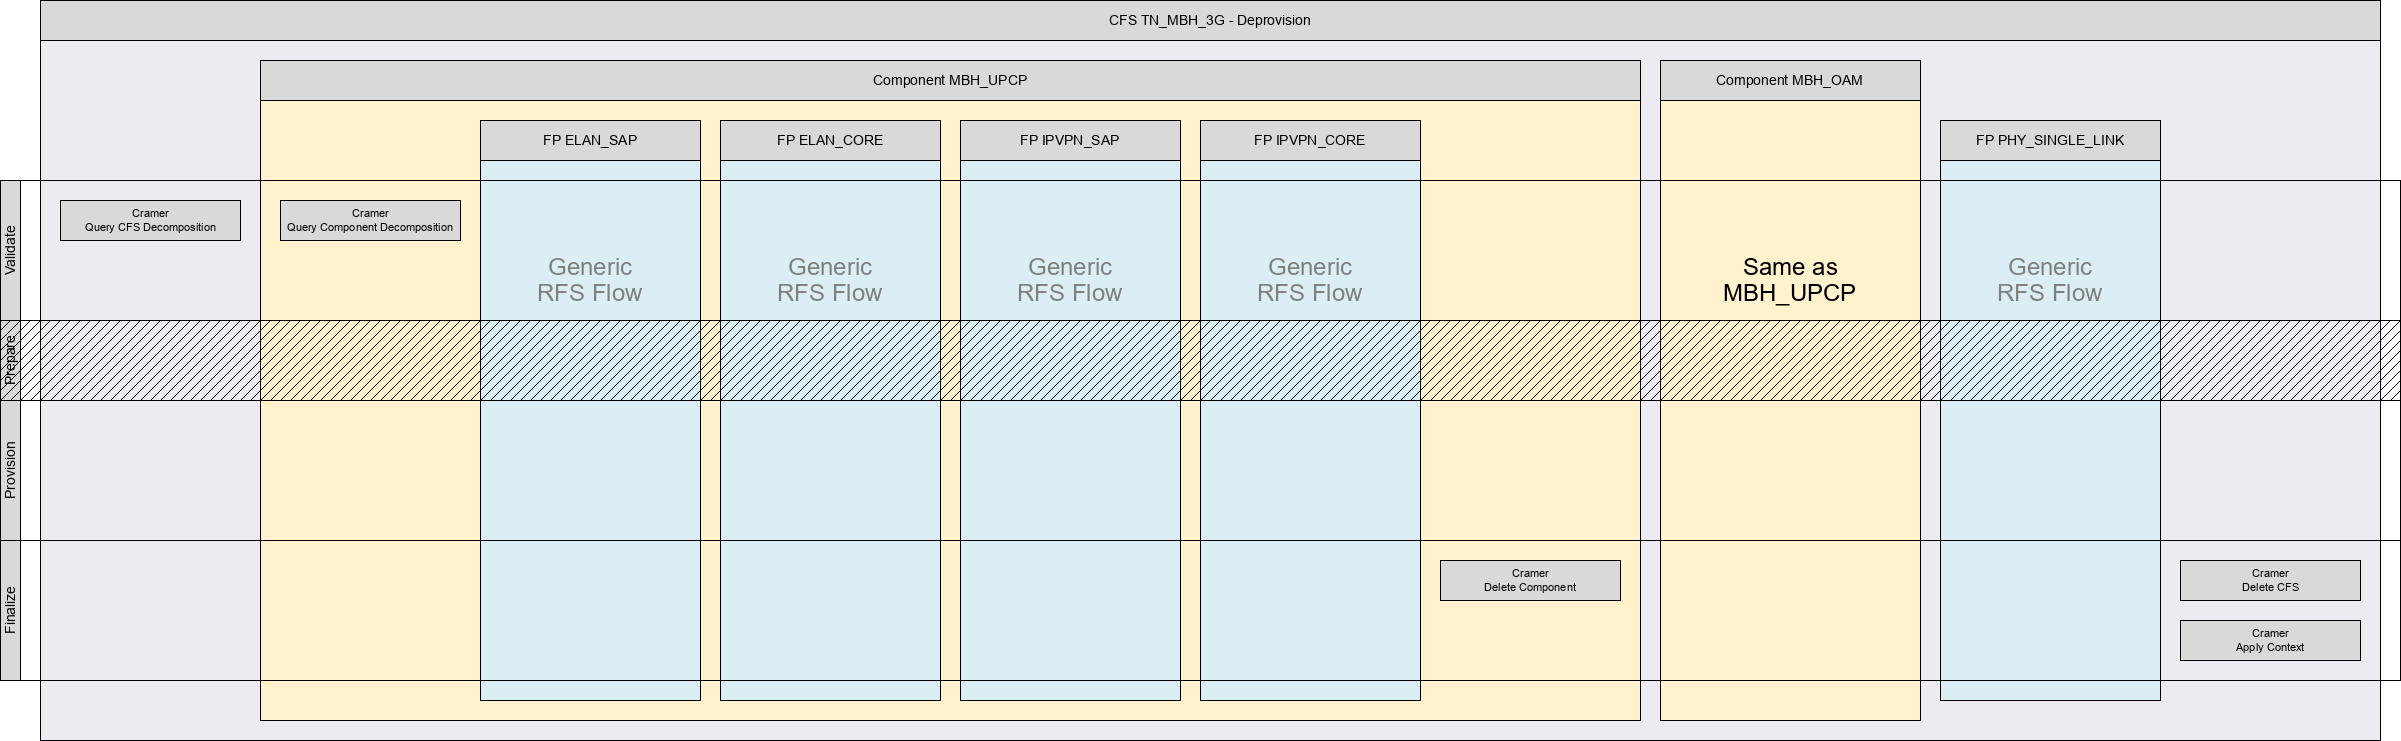 CFS TN_MBH_3G - Deprovision
Component MBH_UPCP
Component MBH_OAM
FP ELAN_SAP
FP ELAN_CORE
FP IPVPN_SAP
FP IPVPN_CORE
FP PHY_SINGLE_LINK
Validate
Cramer
Query CFS Decomposition
Cramer
Query Component Decomposition
Generic
RFS Flow
Generic
RFS Flow
Generic
RFS Flow
Generic
RFS Flow
Same as
MBH_UPCP
Generic
RFS Flow
Prepare
Provision
Finalize
Cramer
Delete Component
Cramer
Delete CFS
Cramer
Apply Context